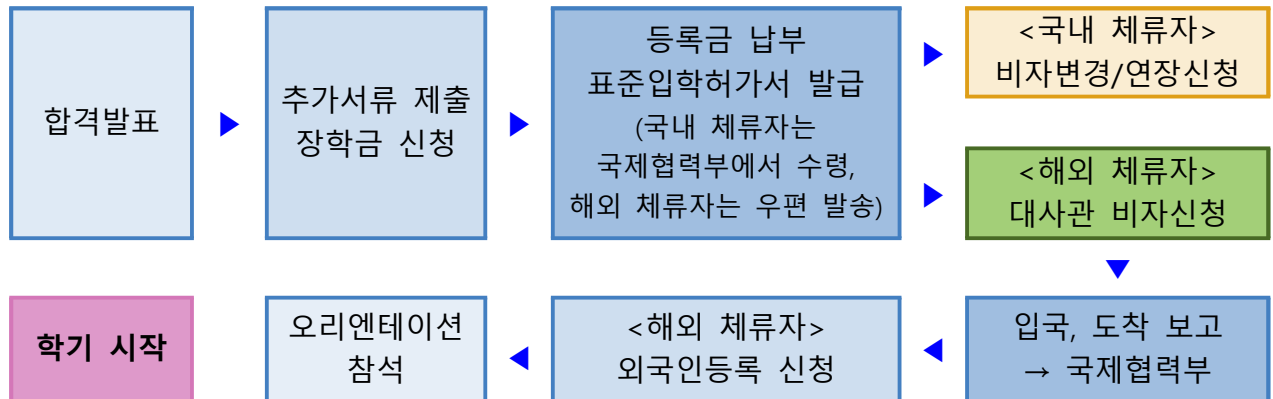 합격발표
추가서류 제출
장학금 신청
등록금 납부
표준입학허가서 발급
(국내 체류자는
국제협력부에서 수령,
해외 체류자는 우편 발송)
<국내 체류자>
비자변경/연장신청
<해외 체류자>
대사관 비자신청
입국, 도착 보고
→ 국제협력부
<해외 체류자>
외국인등록 신청
오리엔테이션
참석
학기 시작